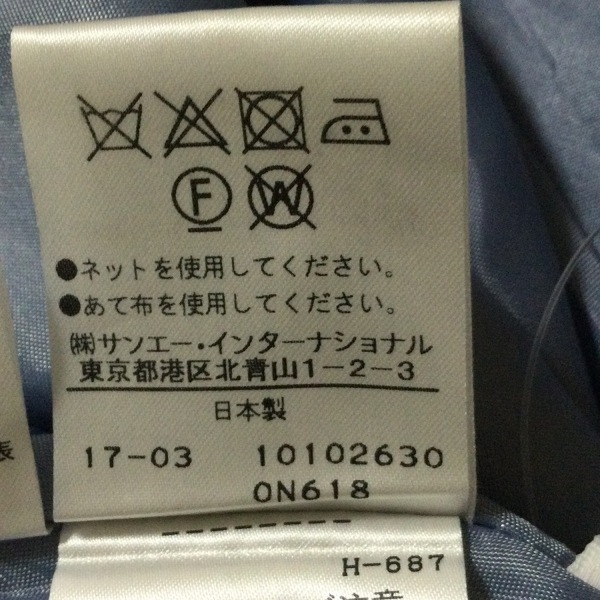 F W
●ネットを使用してください。
●あて布を使用してください。
㈱サンエー・インターナショナル
東京都港区北青山1-2-3
日本製
17-03 10102630
0N618
--------
H-687